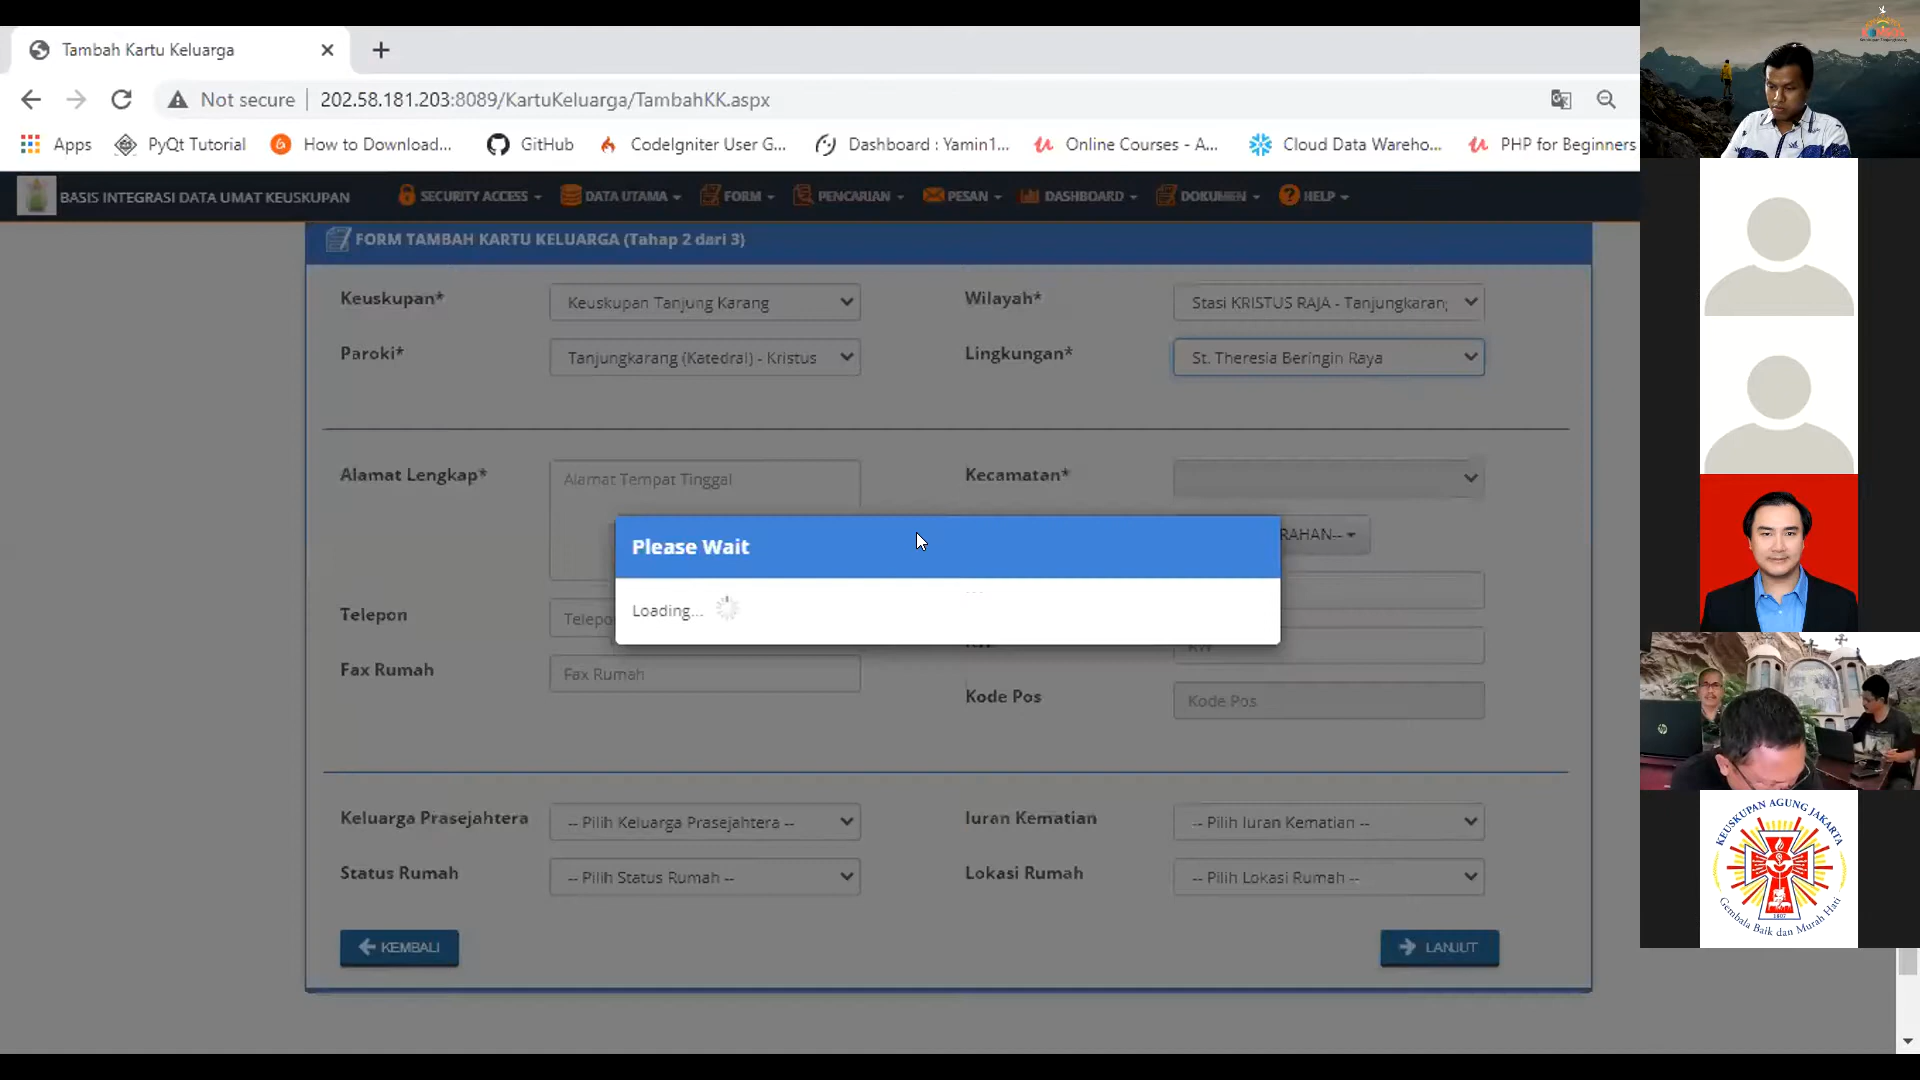 Tambah Kartu Keluarga
Not secure
202.58.181.203:8089/KartuKeluarga/TambahKK.aspx
Apps
PyQt Tutorial
How to Download...
GitHub
CodeIgniter User G...
Dashboard : Yamin1...
Online Courses - A...
Cloud Data Wareho...
PHP for Beginners
BASIS INTEGRASI DATA UMAT KEUSKUPAN
SECURITY ACCESS
DATA UTAMA
FORM
PENCARIAN
PESAN
DASHBOARD
DOKUMEN
HELP
FORM TAMBAH KARTU KELUARGA (Tahap 2 dari 3)
Keuskupan*
Keuskupan Tanjung Karang
Wilayah*
Stasi KRISTUS RAJA - Tanjungkarang
Paroki*
Tanjungkarang (Katedral) - Kristus
Lingkungan*
St. Theresia Beringin Raya
Alamat Lengkap*
Alamat Tempat Tinggal
Kecamatan*
RAHAN--
Please Wait
Loading...
Telepon
Telepo
RW
Fax Rumah
Fax Rumah
Kode Pos
Kode Pos
Keluarga Prasejahtera
-- Pilih Keluarga Prasejahtera --
Iuran Kematian
-- Pilih Iuran Kematian --
Status Rumah
-- Pilih Status Rumah --
Lokasi Rumah
-- Pilih Lokasi Rumah --
KEMBALI
LANJUT
KEUSKUPAN AGUNG JAKARTA
1807
Gembala Baik dan Murah Hati